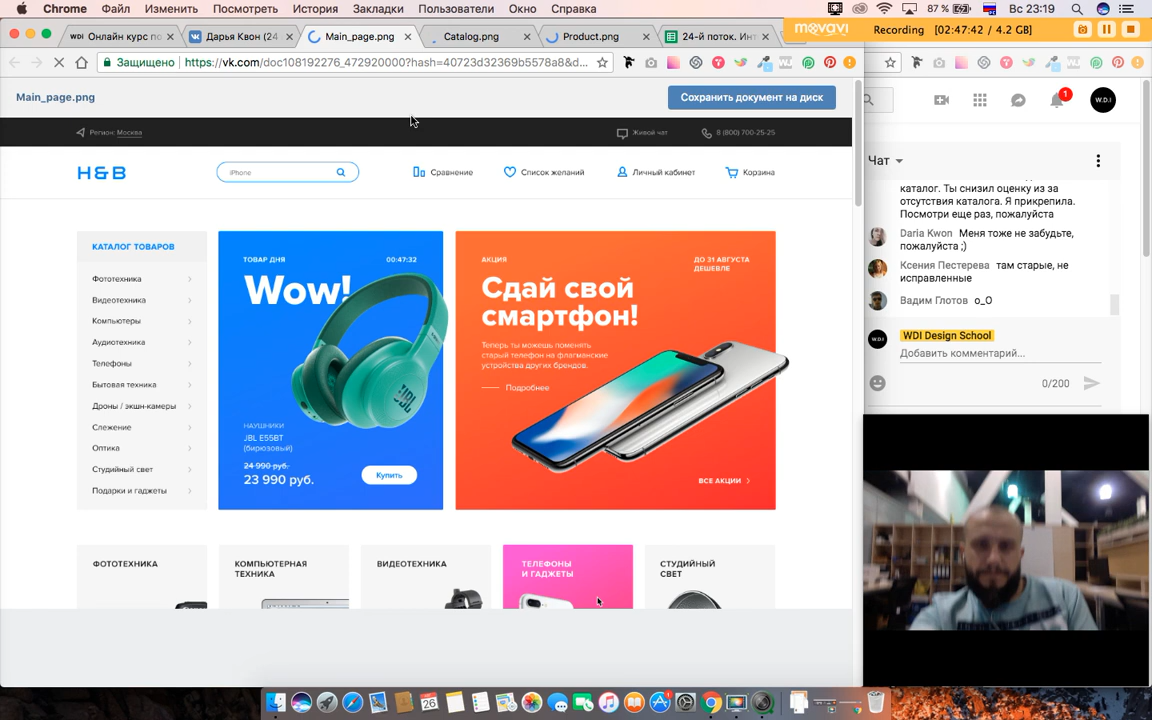 Chrome Файл Изменить Посмотреть История Закладки Пользователи Окно Справка
87 % Вс 23:19
WDI Онлайн курс по
Дарья Квон (24
Main_page.png
Catalog.png
Product.png
24-й поток. Инт
movavi
Recording [02:47:42 / 4.2 GB]
Защищено https://vk.com/doc108192276_472920000?hash=40723d32369b5578a8&d...
Main_page.png
Сохранить документ на диск
Регион: Москва
Живой чат
8 (800) 700-25-25
H&B
iPhone
Сравнение
Список желаний
Личный кабинет
Корзина
КАТАЛОГ ТОВАРОВ
Фототехника
Видеотехника
Компьютеры
Аудиотехника
Телефоны
Бытовая техника
Дроны / экшн-камеры
Слежение
Оптика
Студийный свет
Подарки и гаджеты
ТОВАР ДНЯ
00:47:32
Wow!
JBL
НАУШНИКИ
JBL E55BT
(бирюзовый)
24 990 руб.
23 990 руб.
Купить
АКЦИЯ
ДО 31 АВГУСТА
ДЕШЕВЛЕ
Сдай свой
смартфон!
Теперь ты можешь поменять
старый телефон на флагманские
устройства других брендов.
Подробнее
ВСЕ АКЦИИ
ФОТОТЕХНИКА
КОМПЬЮТЕРНАЯ
ТЕХНИКА
ВИДЕОТЕХНИКА
ТЕЛЕФОНЫ
И ГАДЖЕТЫ
СТУДИЙНЫЙ
СВЕТ
1
W.D.I
Чат
каталог. Ты снизил оценку из за
отсутствия каталога. Я прикрепила.
Посмотри еще раз, пожалуйста
Daria Kwon Меня тоже не забудьте,
пожалуйста ;)
Ксения Пестерева там старые, не
исправленные
Вадим Глотов o_O
WDI Design School
Добавить комментарий...
0/200
26